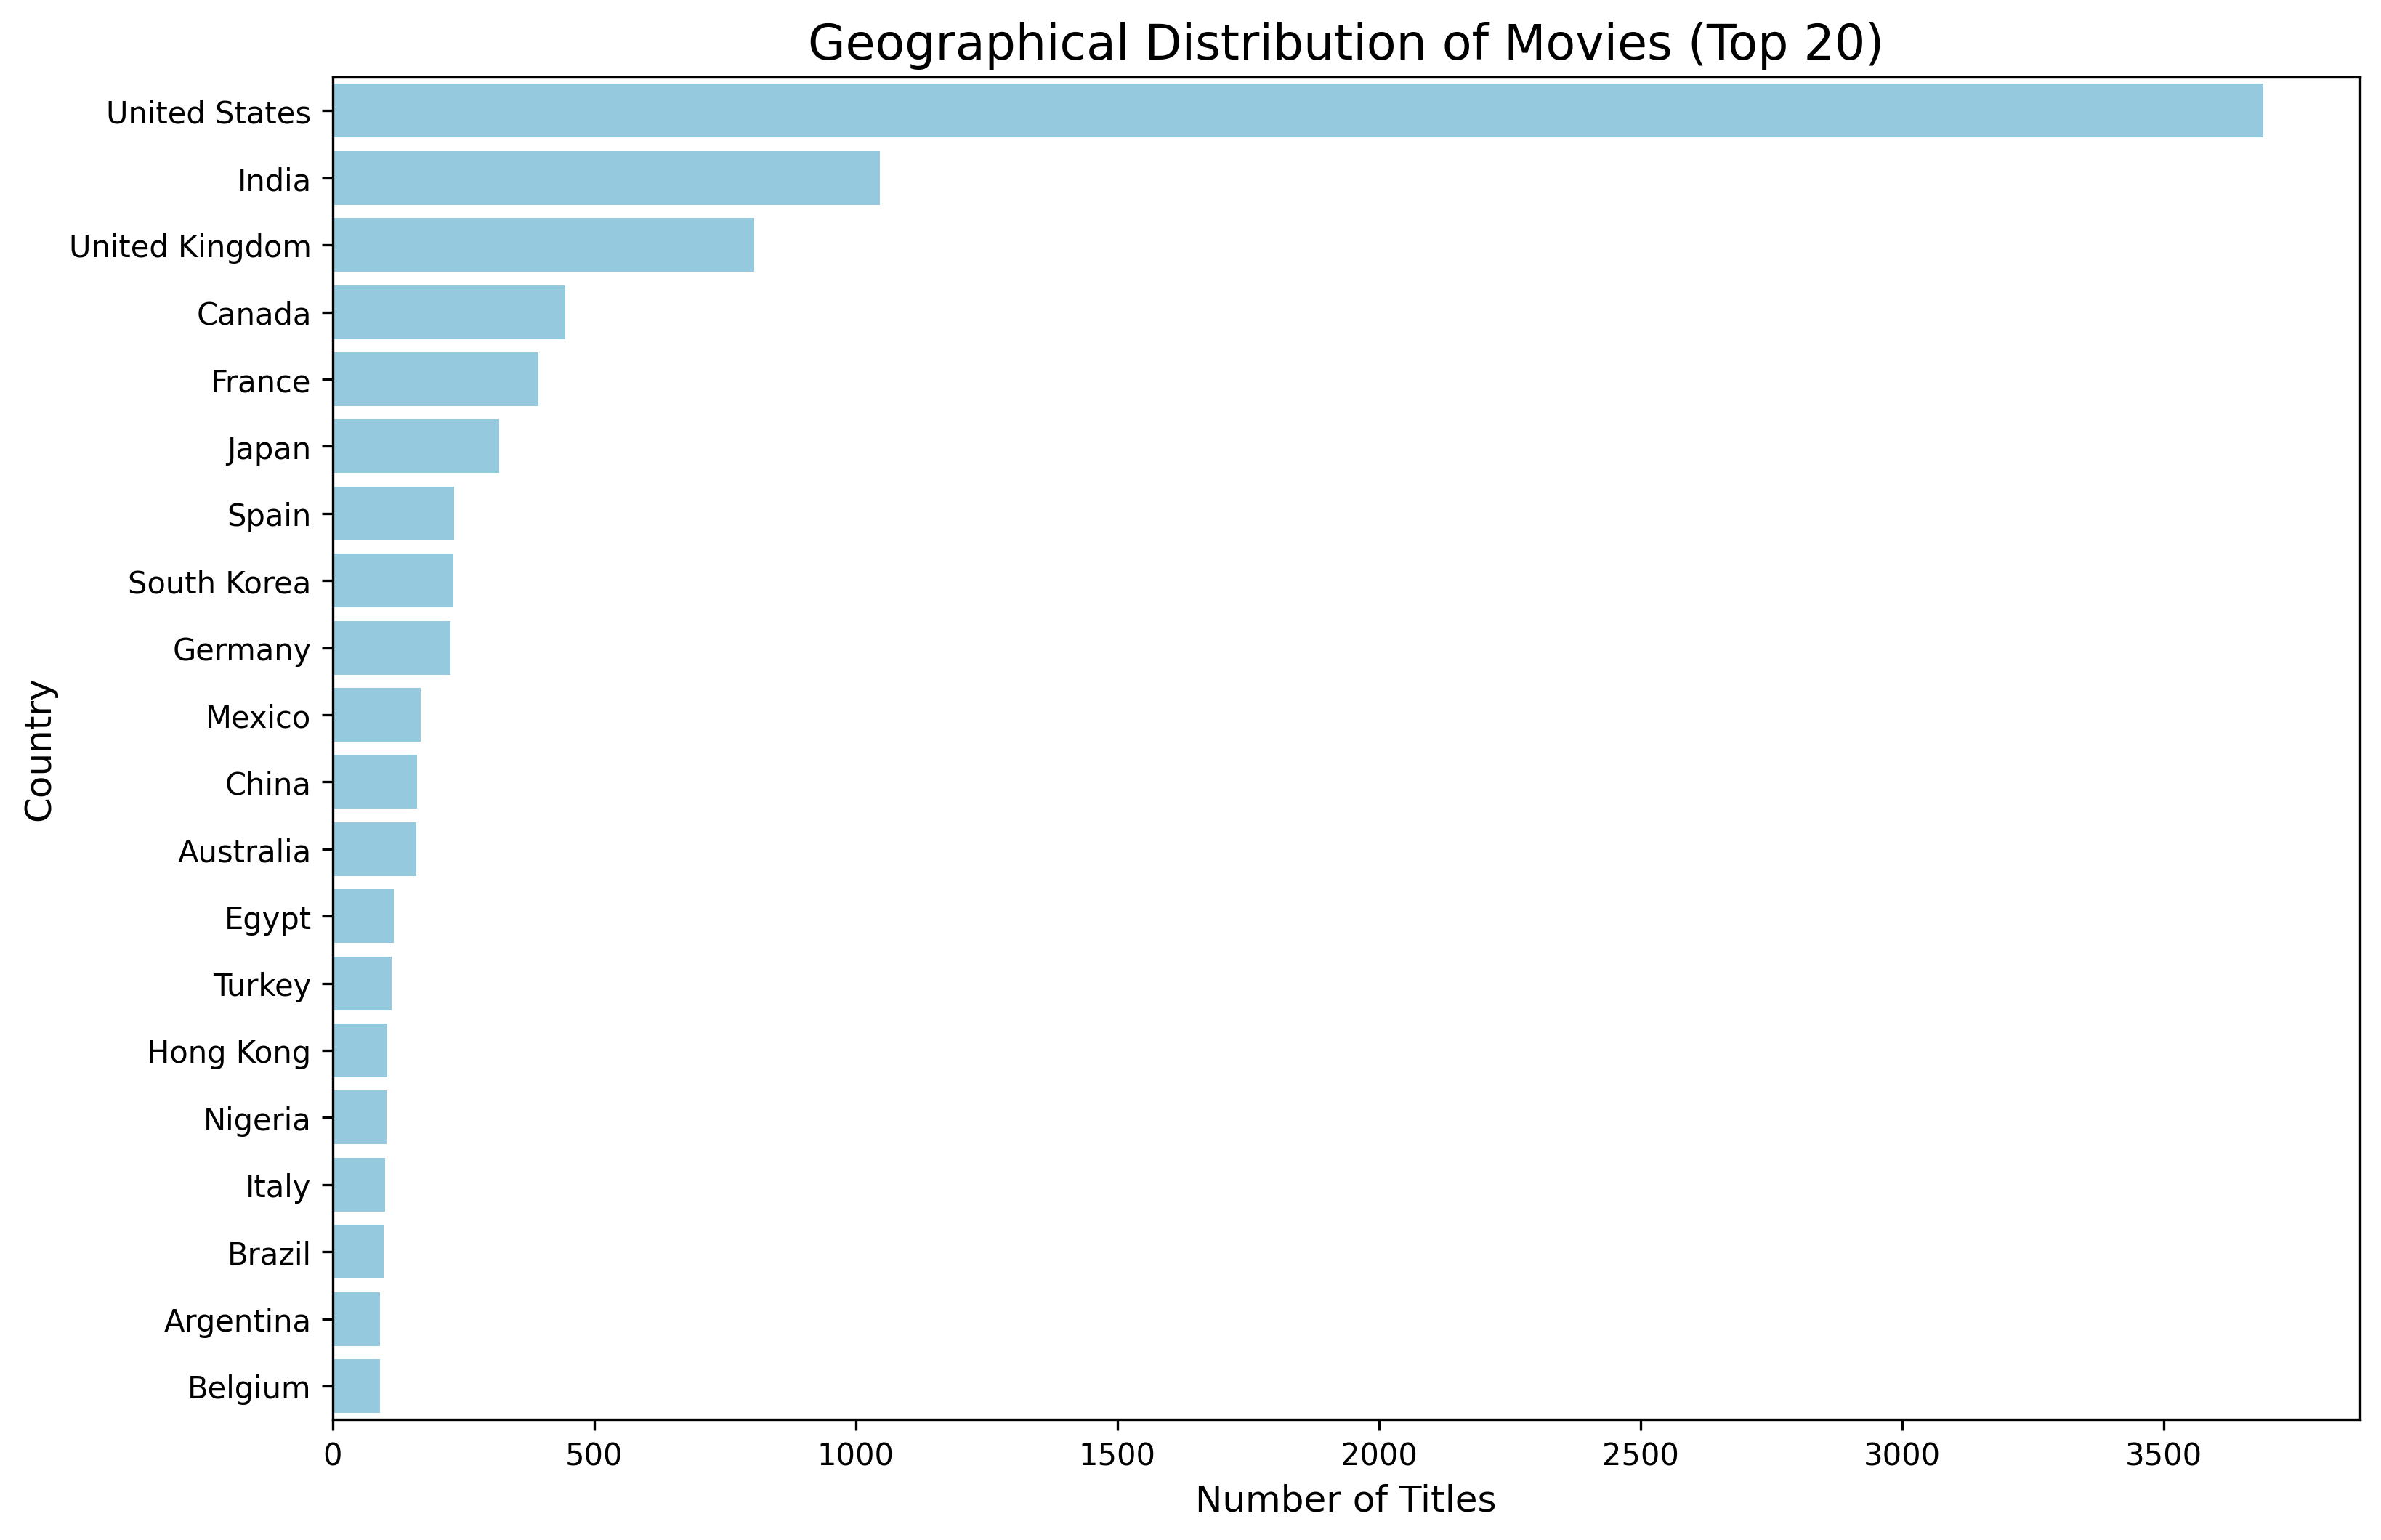 Geographical Distribution of Movies (Top 20)
United States
India
United Kingdom
Canada
France
Japan
Spain
South Korea
Germany
Mexico
China
Australia
Egypt
Turkey
Hong Kong
Nigeria
Italy
Brazil
Argentina
Belgium
Country
0 500 1000 1500 2000 2500 3000 3500
Number of Titles